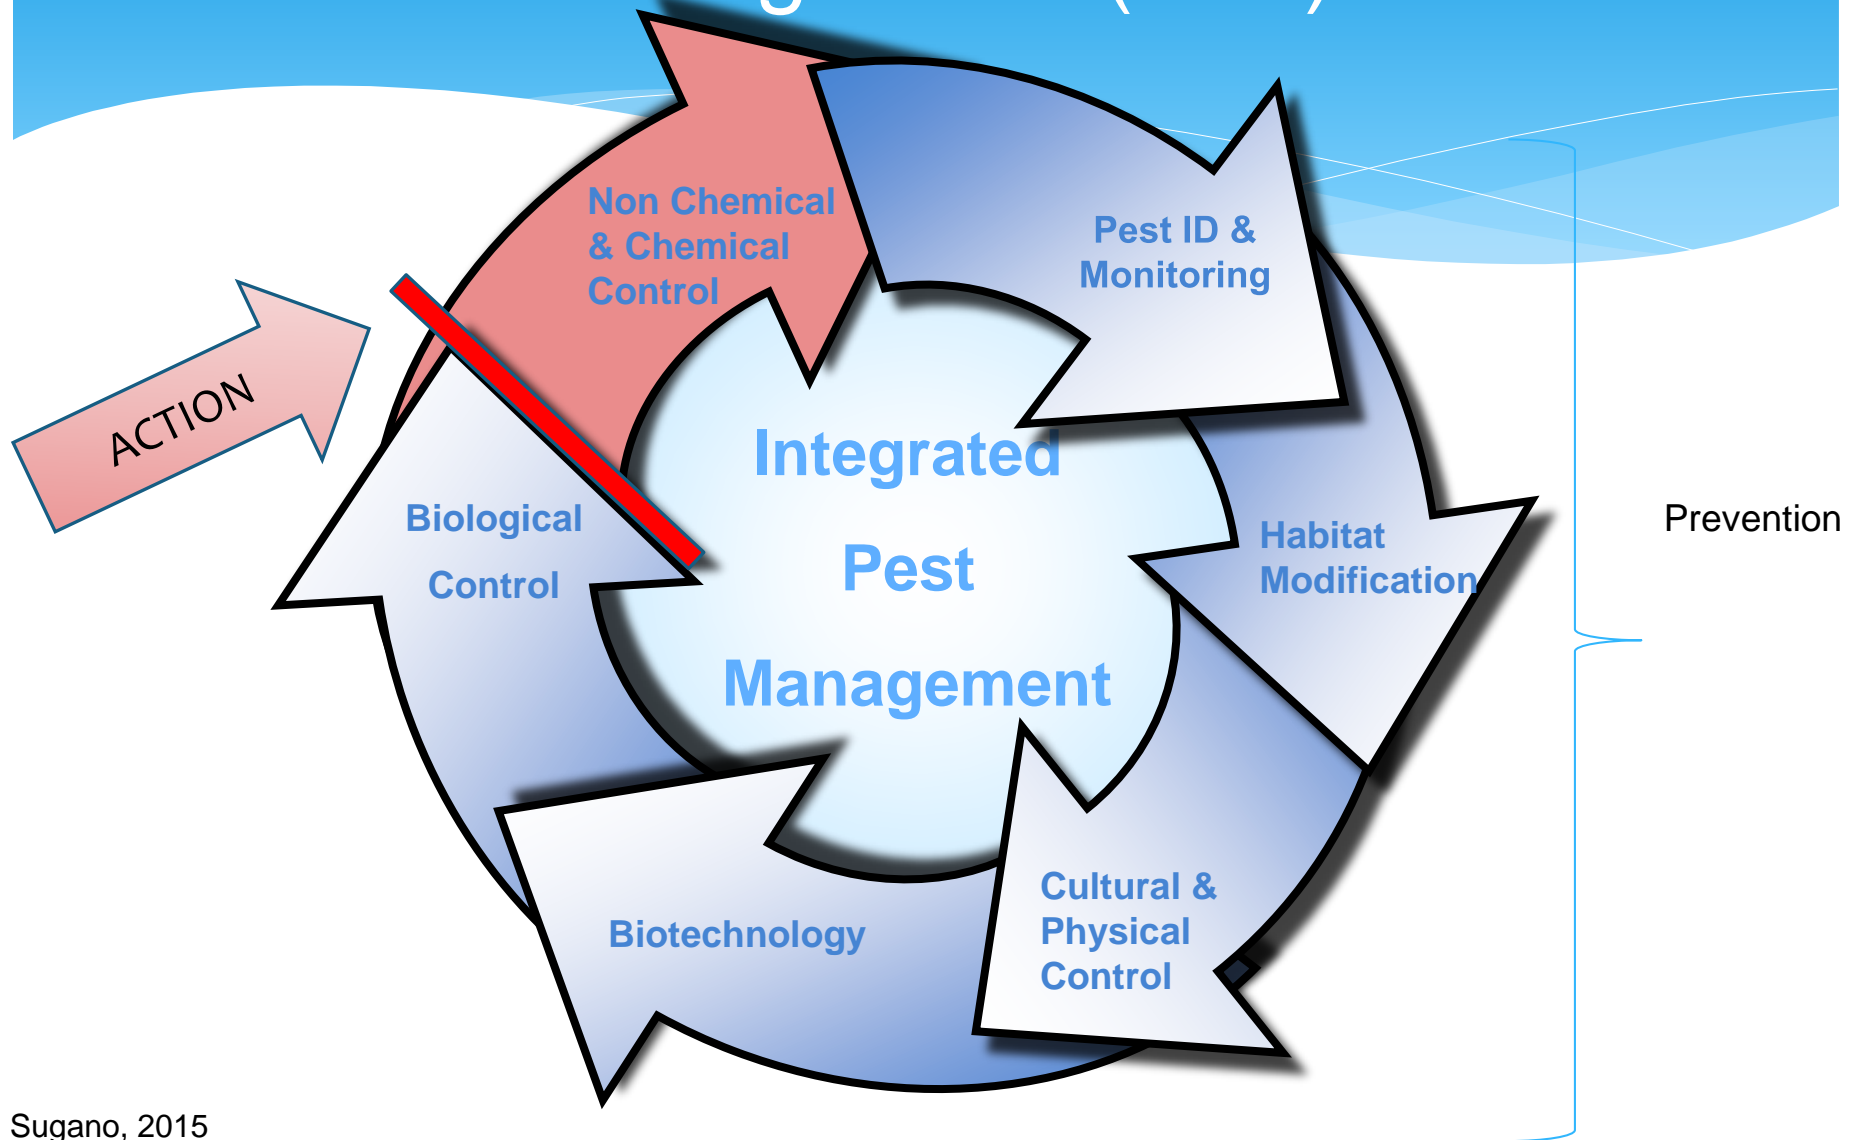 Non Chemical
& Chemical
Control
Pest ID &
Monitoring
ACTION
Integrated
Pest
Management
Biological
Control
Habitat
Modification
Prevention
Cultural &
Physical
Control
Biotechnology
Sugano, 2015